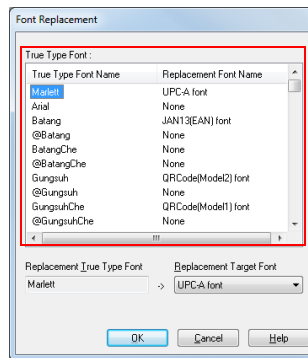 Font Replacement
True Type Font :
True Type Font Name Replacement Font Name
Marlett UPC-A font
Arial None
Batang JAN13(EAN) font
@Batang None
BatangChe None
@BatangChe None
Gungsuh QRCode(Model2) font
@Gungsuh None
GungsuhChe QRCode(Model1) font
@GungsuhChe None
Replacement True Type Font Replacement Target Font
Marlett -> UPC-A font
OK Cancel Help